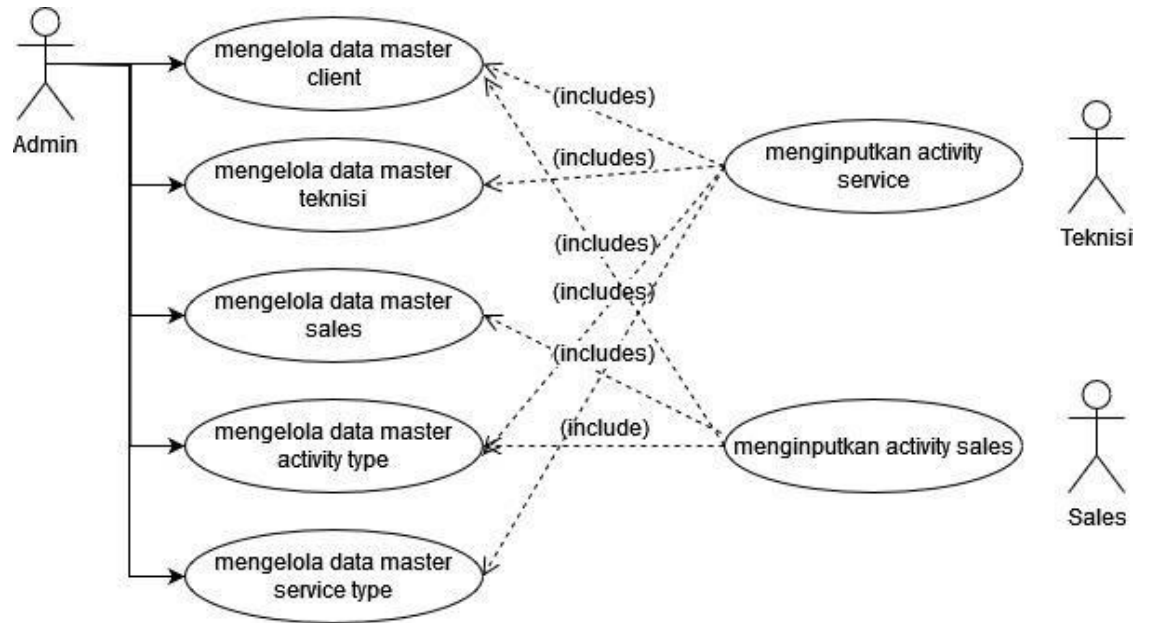 Admin
mengelola data master
client
mengelola data master
teknisi
mengelola data master
sales
mengelola data master
activity type
mengelola data master
service type
(includes)
(includes)
(includes)
(includes)
(includes)
(include)
menginputkan activity
service
menginputkan activity sales
Teknisi
Sales